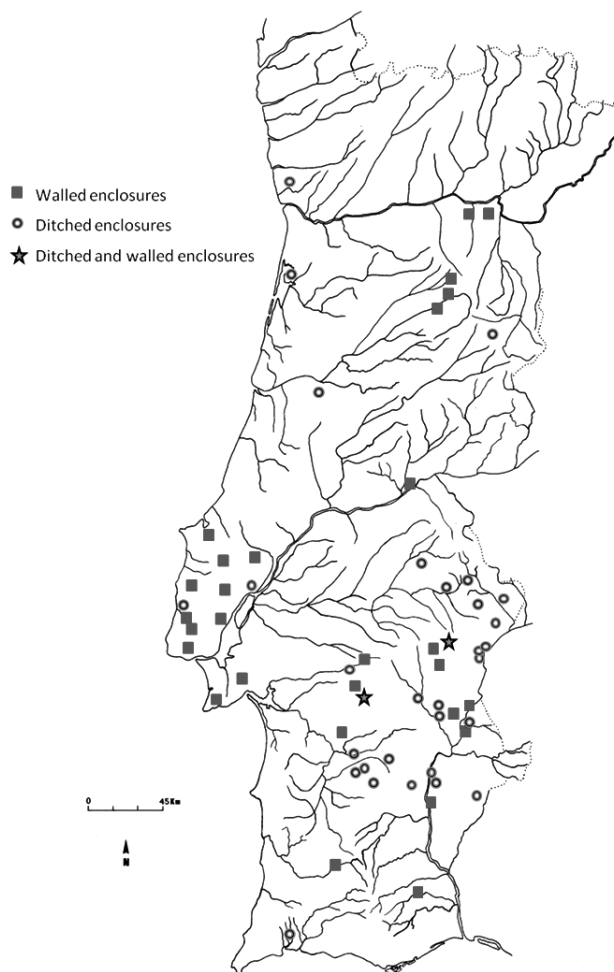 Walled enclosures
Ditched enclosures
Ditched and walled enclosures
0 45Km
N